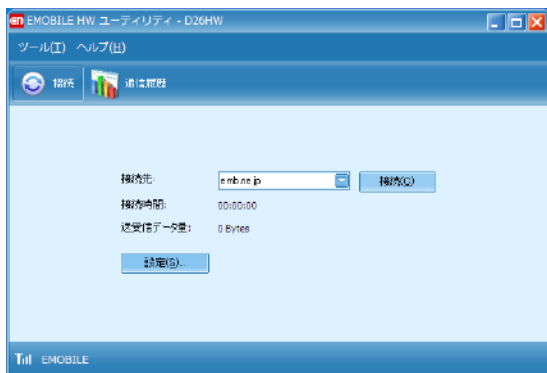 EMOBILE HW ユーティリティ - D26HW
ツール(T) ヘルプ(H)
接続 通信履歴
接続先: emb.ne.jp 接続(C)
接続時間: 00:00:00
送受信データ量: 0 Bytes
設定(S)...
EMOBILE